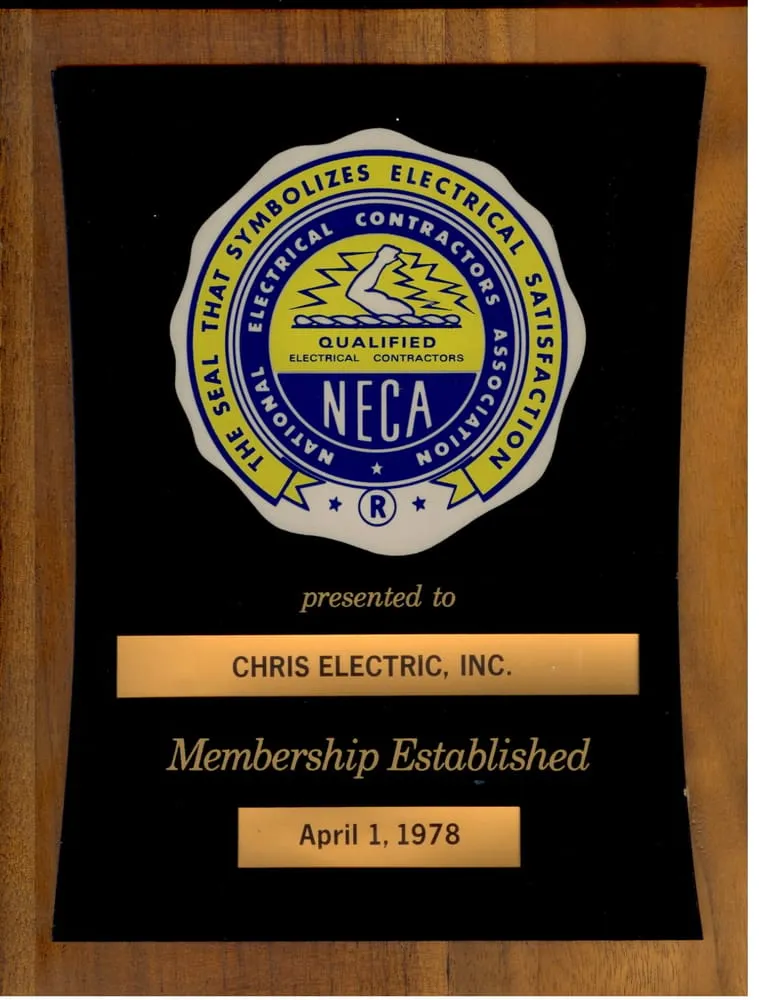 THE SEAL THAT SYMBOLIZES ELECTRICAL SATISFACTION
NATIONAL ELECTRICAL CONTRACTORS ASSOCIATION
QUALIFIED
ELECTRICAL CONTRACTORS
NECA
®
presented to
CHRIS ELECTRIC, INC.
Membership Established
April 1, 1978